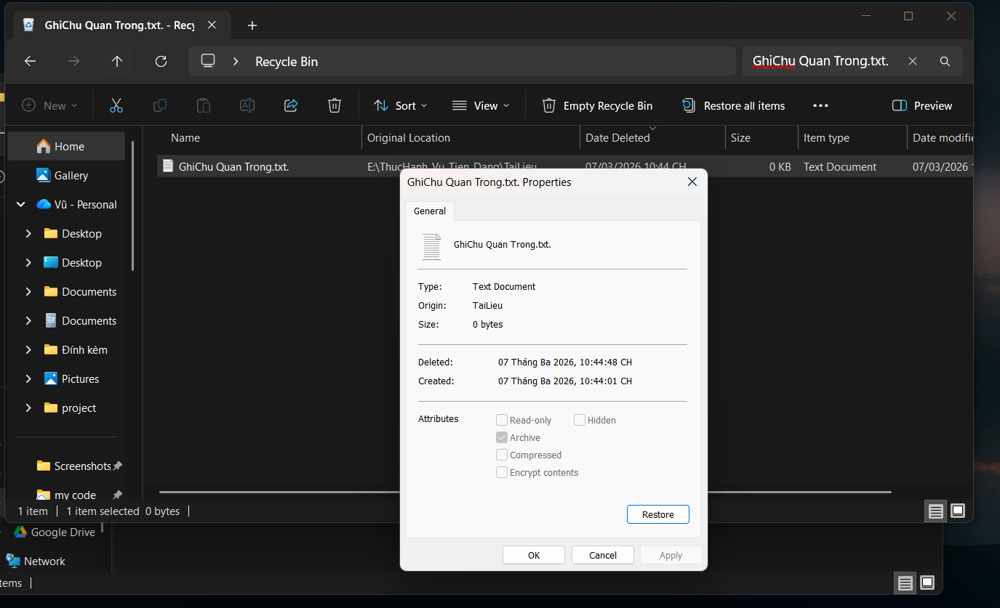 GhiChu Quan Trong.txt. - Recy
Recycle Bin
GhiChu Quan Trong.txt.
New
Sort
View
Empty Recycle Bin
Restore all items
Preview
Name
Original Location
Date Deleted
Size
Item type
Date modifie
GhiChu Quan Trong.txt.
E:\ThucHanh_Vu_Tien_Dang\TaiLieu
07/03/2026 10:44 CH
0 KB
Text Document
07/03/2026
Home
Gallery
Vũ - Personal
Desktop
Desktop
Documents
Documents
Đính kèm
Pictures
project
Screenshots
my code
1 item
1 item selected 0 bytes
Google Drive
Network
tems
GhiChu Quan Trong.txt. Properties
General
GhiChu Quan Trong.txt.
Type: Text Document
Origin: TaiLieu
Size: 0 bytes
Deleted: 07 Tháng Ba 2026, 10:44:48 CH
Created: 07 Tháng Ba 2026, 10:44:01 CH
Attributes
Read-only
Hidden
Archive
Compressed
Encrypt contents
Restore
OK
Cancel
Apply